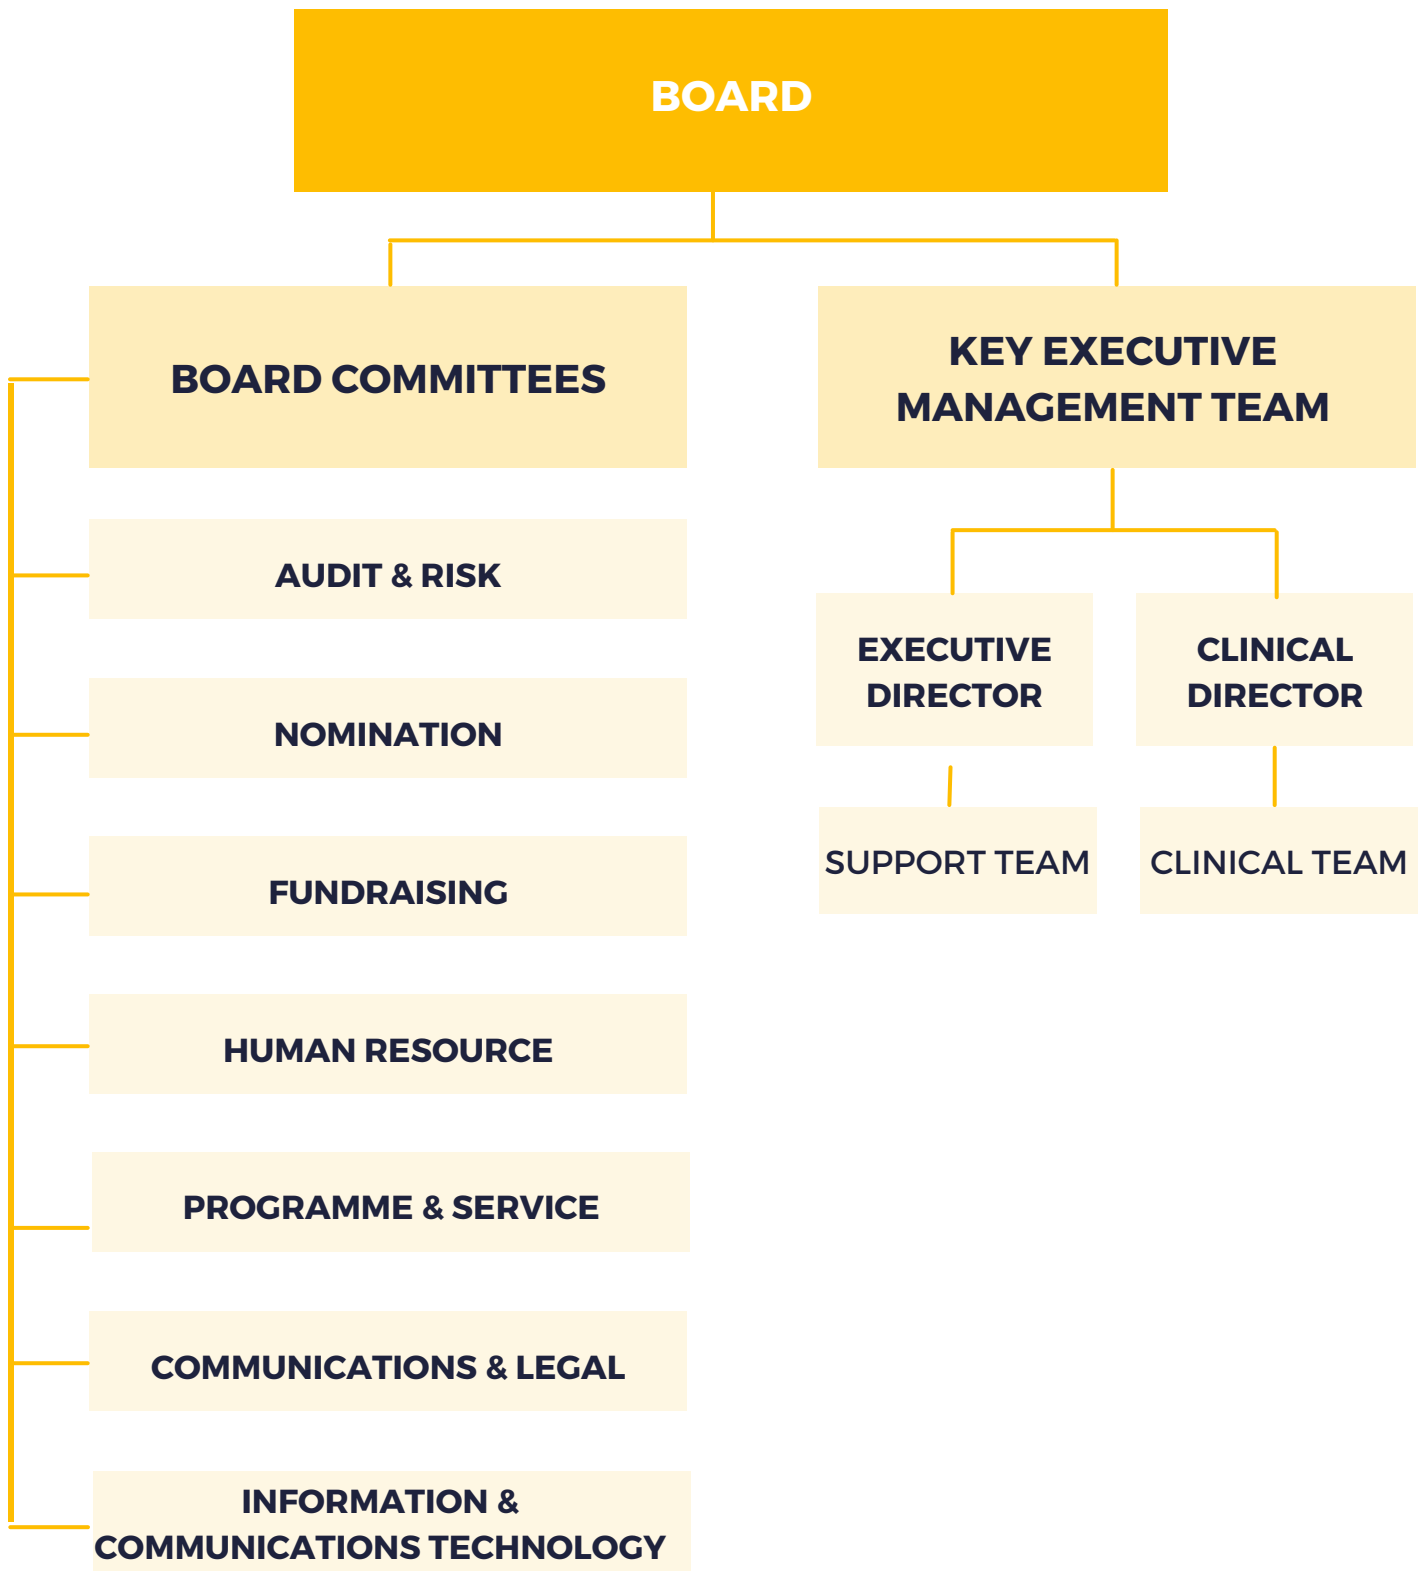 BOARD
BOARD COMMITTEES
KEY EXECUTIVE
MANAGEMENT TEAM
AUDIT & RISK
NOMINATION
FUNDRAISING
HUMAN RESOURCE
PROGRAMME & SERVICE
COMMUNICATIONS & LEGAL
INFORMATION &
COMMUNICATIONS TECHNOLOGY
EXECUTIVE
DIRECTOR
CLINICAL
DIRECTOR
SUPPORT TEAM
CLINICAL TEAM